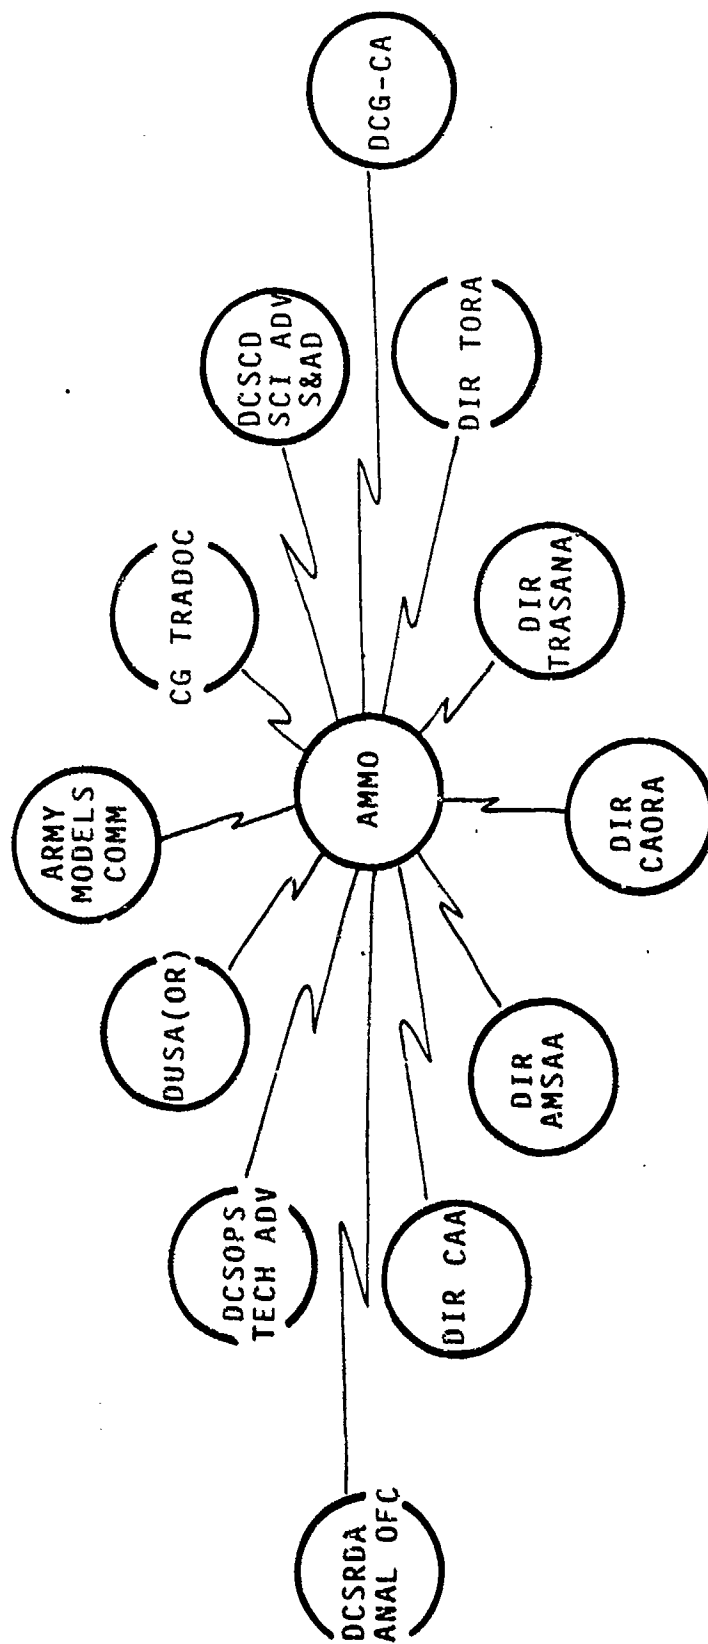 ARMY
MODELS
COMM
DUSA(OR)
CG TRADOC
DCSOPS
TECH ADV
DCSCD
SCI ADV
S&AD
DCSRDA
ANAL OFC
AMMO
DCG-CA
DIR CAA
DIR TORA
DIR
AMSAA
DIR
TRASANA
DIR
CAORA